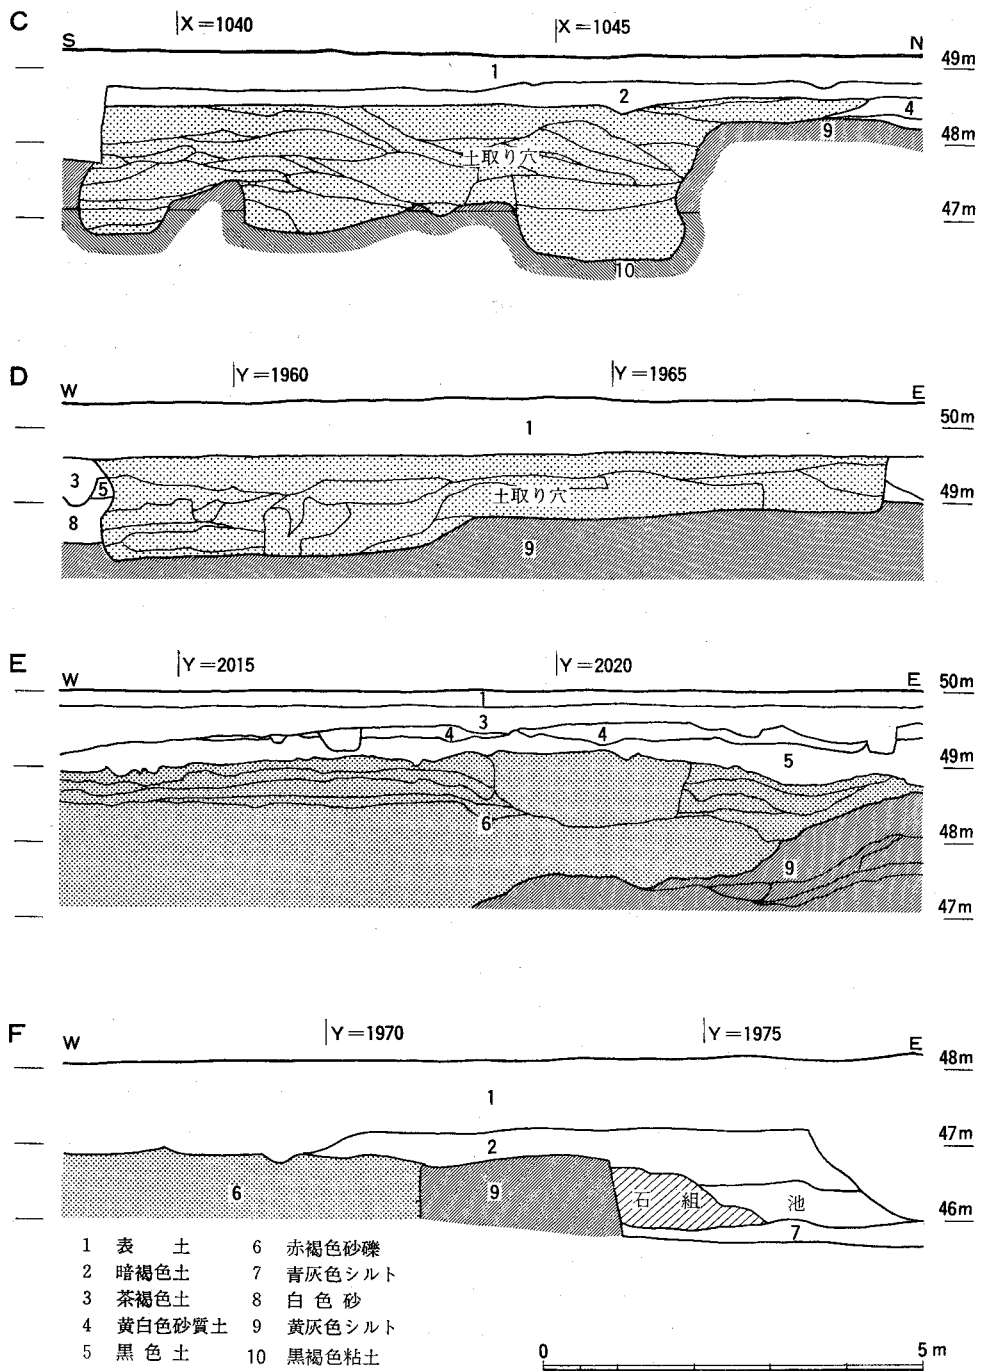 C
S X=1040 X=1045 N
49m
1
2
4
9
48m
土取り穴
47m
10
D
W Y=1960 Y=1965 E
50m
1
3
5
土取り穴
49m
8
9
E
W Y=2015 Y=2020 E
50m
1
3
4 4
5
49m
6
48m
9
47m
F
W Y=1970 Y=1975 E
48m
1
47m
2
6 9 石組 池
46m
7
1 表土 6 赤褐色砂礫
2 暗褐色土 7 青灰色シルト
3 茶褐色土 8 白色砂
4 黄白色砂質土 9 黄灰色シルト
5 黒色土 10 黒褐色粘土
0 5m